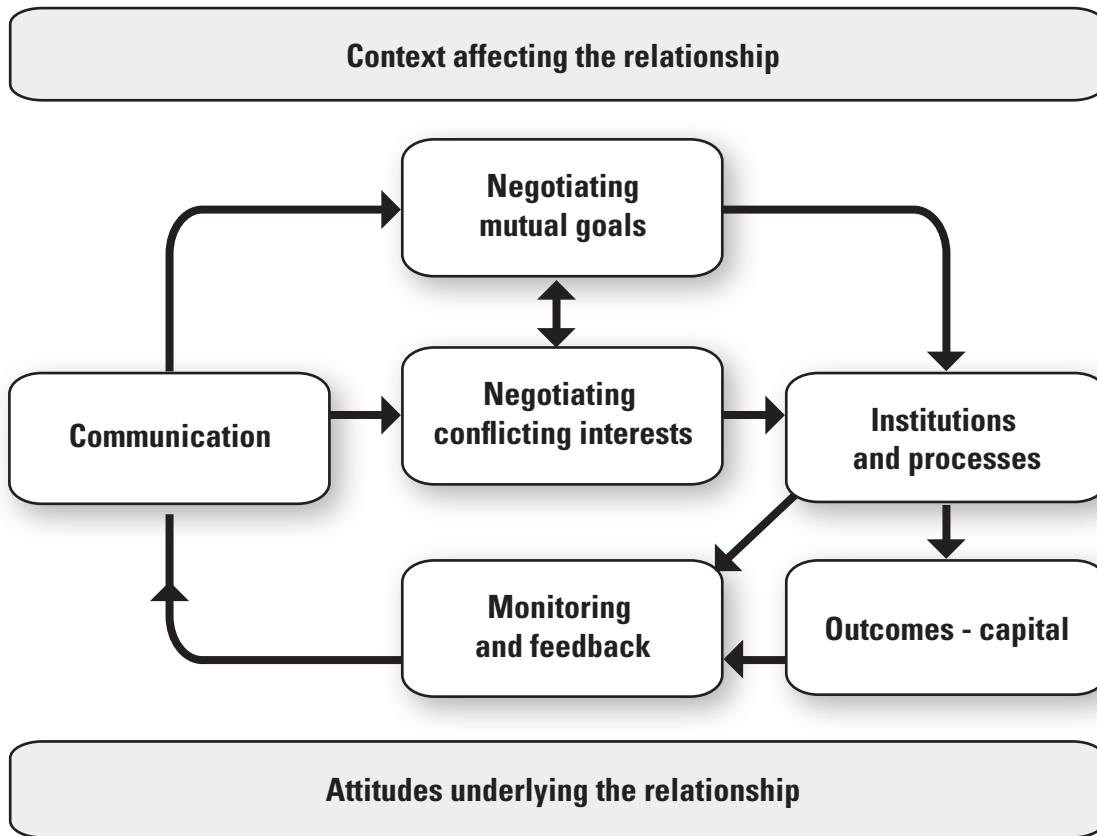 Context affecting the relationship
Negotiating
mutual goals
Communication
Negotiating
conflicting interests
Institutions
and processes
Monitoring
and feedback
Outcomes - capital
Attitudes underlying the relationship